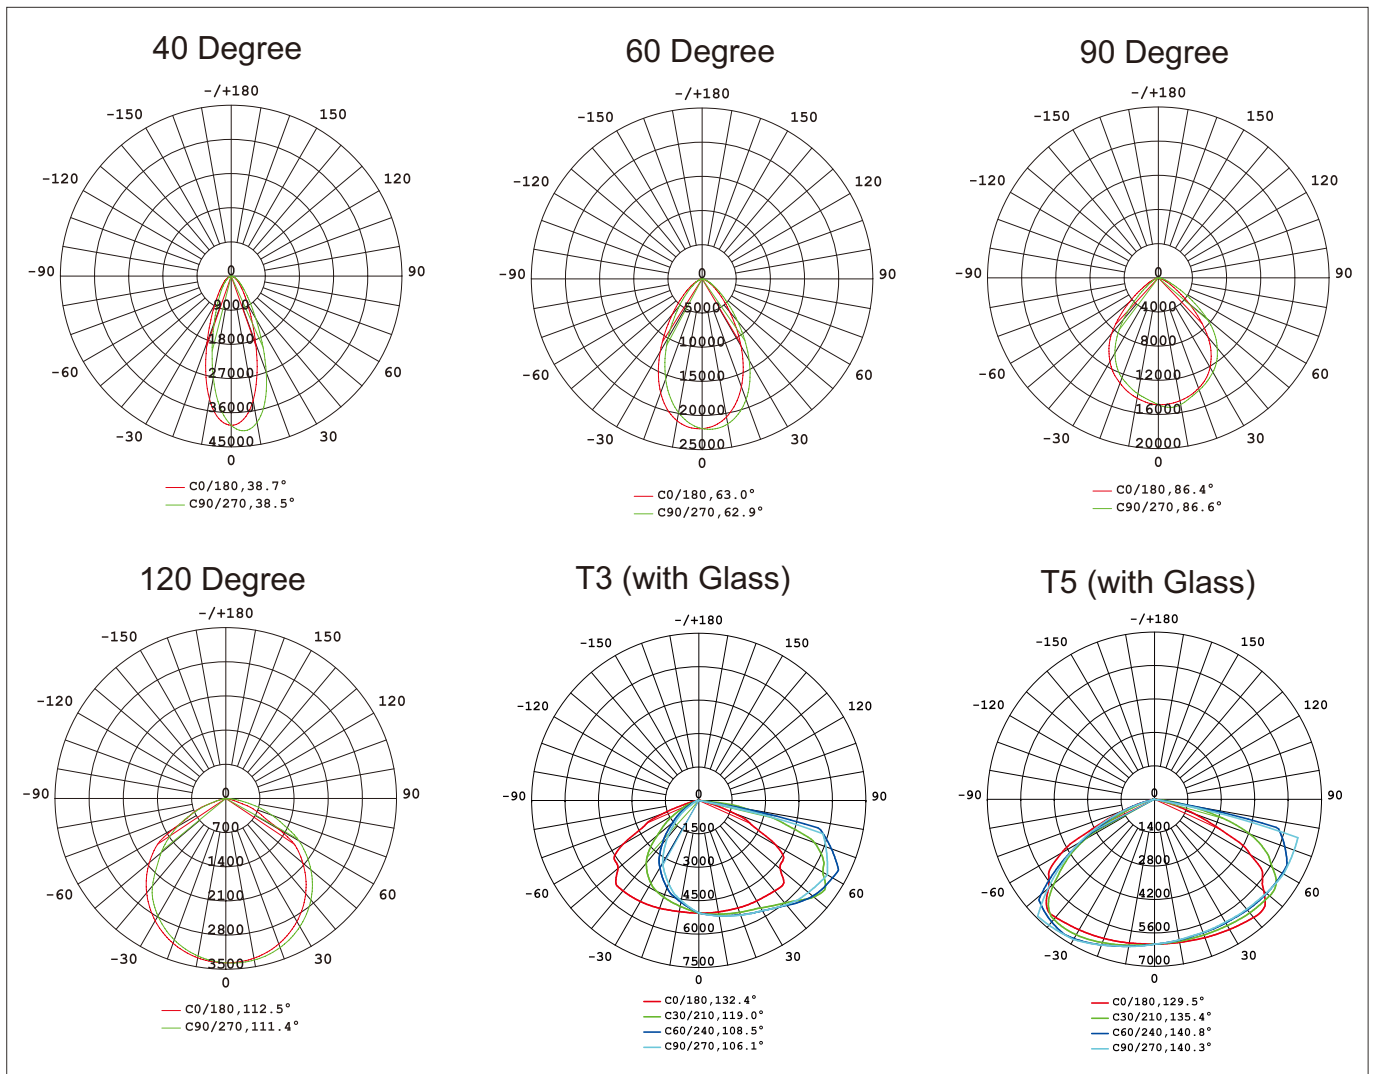 40 Degree
-/+180
-150 150
-120 120
-90 0 90
9000
18000
-60 27000 60
36000
-30 45000 30
0
C0/180,38.7°
C90/270,38.5°
60 Degree
-/+180
-150 150
-120 120
-90 0 90
5000
10000
-60 15000 60
20000
-30 25000 30
0
C0/180,63.0°
C90/270,62.9°
90 Degree
-/+180
-150 150
-120 120
-90 0 90
4000
8000
-60 12000 60
16000
-30 20000 30
0
C0/180,86.4°
C90/270,86.6°
120 Degree
-/+180
-150 150
-120 120
-90 0 90
700
1400
-60 2100 60
2800
-30 3500 30
0
C0/180,112.5°
C90/270,111.4°
T3 (with Glass)
-/+180
-150 150
-120 120
-90 0 90
1500
3000
-60 4500 60
6000
-30 7500 30
0
C0/180,132.4°
C30/210,119.0°
C60/240,108.5°
C90/270,106.1°
T5 (with Glass)
-/+180
-150 150
-120 120
-90 0 90
1400
2800
-60 4200 60
5600
-30 7000 30
0
C0/180,129.5°
C30/210,135.4°
C60/240,140.8°
C90/270,140.3°